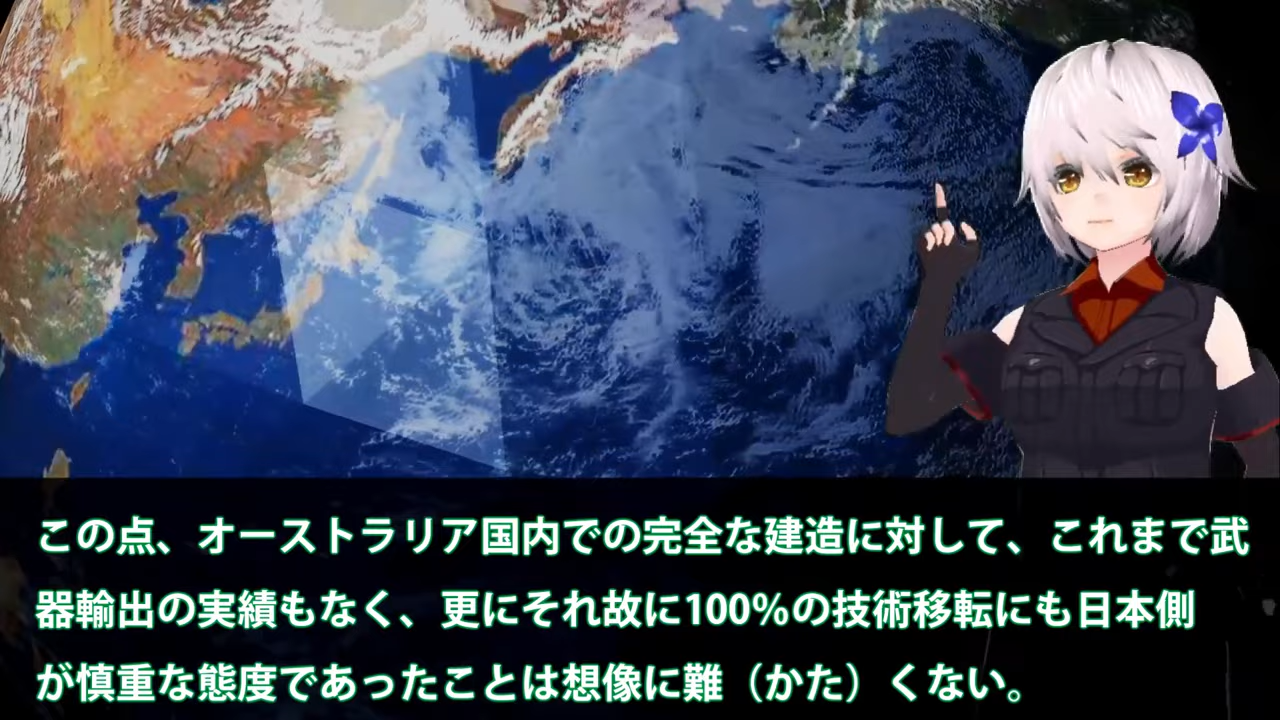 この点、オーストラリア国内での完全な建造に対して、これまで武
器輸出の実績もなく、更にそれ故に100%の技術移転にも日本側
が慎重な態度であったことは想像に難（かた）くない。